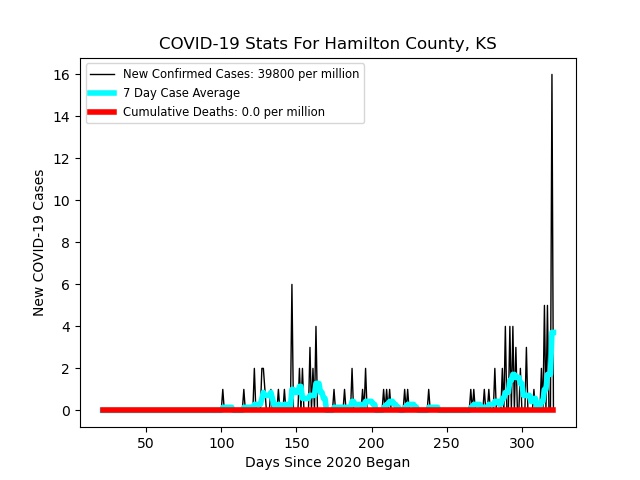 COVID-19 Stats For Hamilton County, KS
New Confirmed Cases: 39800 per million
7 Day Case Average
Cumulative Deaths: 0.0 per million
New COVID-19 Cases
16
14
12
10
8
6
4
2
0
50 100 150 200 250 300
Days Since 2020 Began